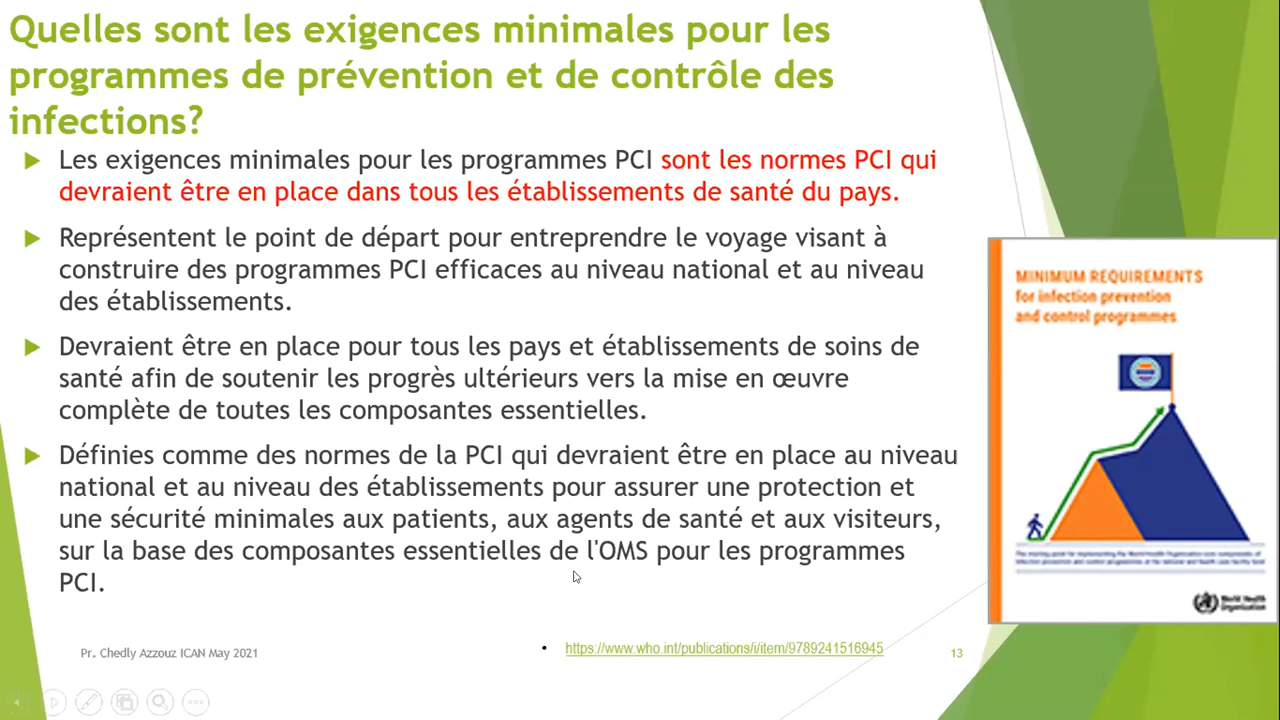 Quelles sont les exigences minimales pour les
programmes de prévention et de contrôle des
infections?
Les exigences minimales pour les programmes PCI sont les normes PCI qui
devraient être en place dans tous les établissements de santé du pays.
Représentent le point de départ pour entreprendre le voyage visant à
construire des programmes PCI efficaces au niveau national et au niveau
des établissements.
Devraient être en place pour tous les pays et établissements de soins de
santé afin de soutenir les progrès ultérieurs vers la mise en œuvre
complète de toutes les composantes essentielles.
Définies comme des normes de la PCI qui devraient être en place au niveau
national et au niveau des établissements pour assurer une protection et
une sécurité minimales aux patients, aux agents de santé et aux visiteurs,
sur la base des composantes essentielles de l'OMS pour les programmes
PCI.
MINIMUM REQUIREMENTS
for infection prevention
and control programmes
World Health
Organization
Pr. Chedly Azzouz ICAN May 2021
https://www.who.int/publications/i/item/9789241516945
13